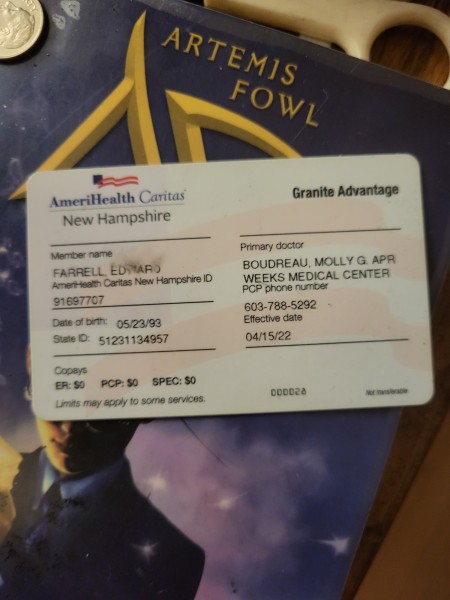 ARTEMIS
FOWL
AmeriHealth Caritas
New Hampshire
Granite Advantage
Member name
FARRELL, EDWARD
AmeriHealth Caritas New Hampshire ID
91697707
Date of birth: 05/23/93
State ID: 51231134957
Primary doctor
BOUDREAU, MOLLY G. APR
WEEKS MEDICAL CENTER
PCP phone number
603-788-5292
Effective date
04/15/22
Copays
ER: $0 PCP: $0 SPEC: $0
Limits may apply to some services.
000028
Not transferable